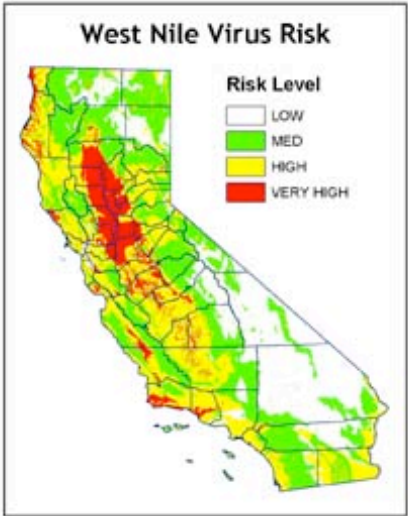 West Nile Virus Risk
Risk Level
LOW
MED
HIGH
VERY HIGH